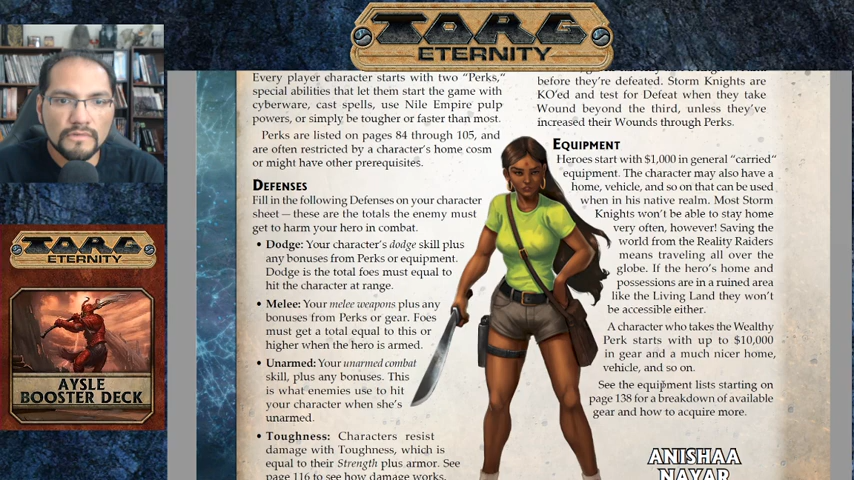 TORG
ETERNITY
TORG
ETERNITY
AYSLE
BOOSTER DECK
Every player character starts with two “Perks,”
special abilities that let them start the game with
cyberware, cast spells, use Nile Empire pulp
powers, or simply be tougher or faster than most.
Perks are listed on pages 84 through 105, and
are often restricted by a character's home cosm
or might have other prerequisites.
DEFENSES
Fill in the following Defenses on your character
sheet — these are the totals the enemy must
get to harm your hero in combat.
• Dodge: Your character's dodge skill plus
any bonuses from Perks or equipment.
Dodge is the total foes must equal to
hit the character at range.
• Melee: Your melee weapons plus any
bonuses from Perks or gear. Foes
must get a total equal to this or
higher when the hero is armed.
• Unarmed: Your unarmed combat
skill, plus any bonuses. This
is what enemies use to hit
your character when she's
unarmed.
• Toughness: Characters resist
damage with Toughness, which is
equal to their Strength plus armor. See
page 116 to see how damage works.
before they're defeated. Storm Knights are
KO'ed and test for Defeat when they take
Wound beyond the third, unless they've
increased their Wounds through Perks.
EQUIPMENT
Heroes start with $1,000 in general “carried”
equipment. The character may also have a
home, vehicle, and so on that can be used
when in his native realm. Most Storm
Knights won't be able to stay home
very often, however! Saving the
world from the Reality Raiders
means traveling all over the
globe. If the hero's home and
possessions are in a ruined area
like the Living Land they won't
be accessible either.
A character who takes the Wealthy
Perk starts with up to $10,000
in gear and a much nicer home,
vehicle, and so on.
See the equipment lists starting on
page 138 for a breakdown of available
gear and how to acquire more.
ANISHAA
NAYAR